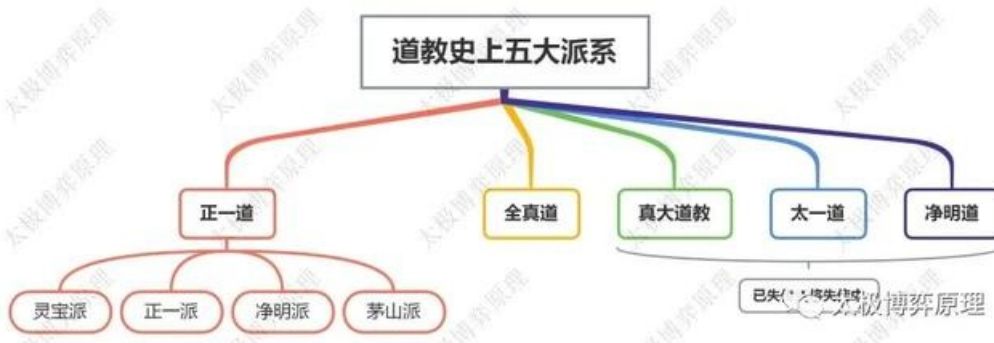 道教史上五大派系
正一道
全真道
真大道教
太一道
净明道
灵宝派
正一派
净明派
茅山派
已失
太极博弈原理